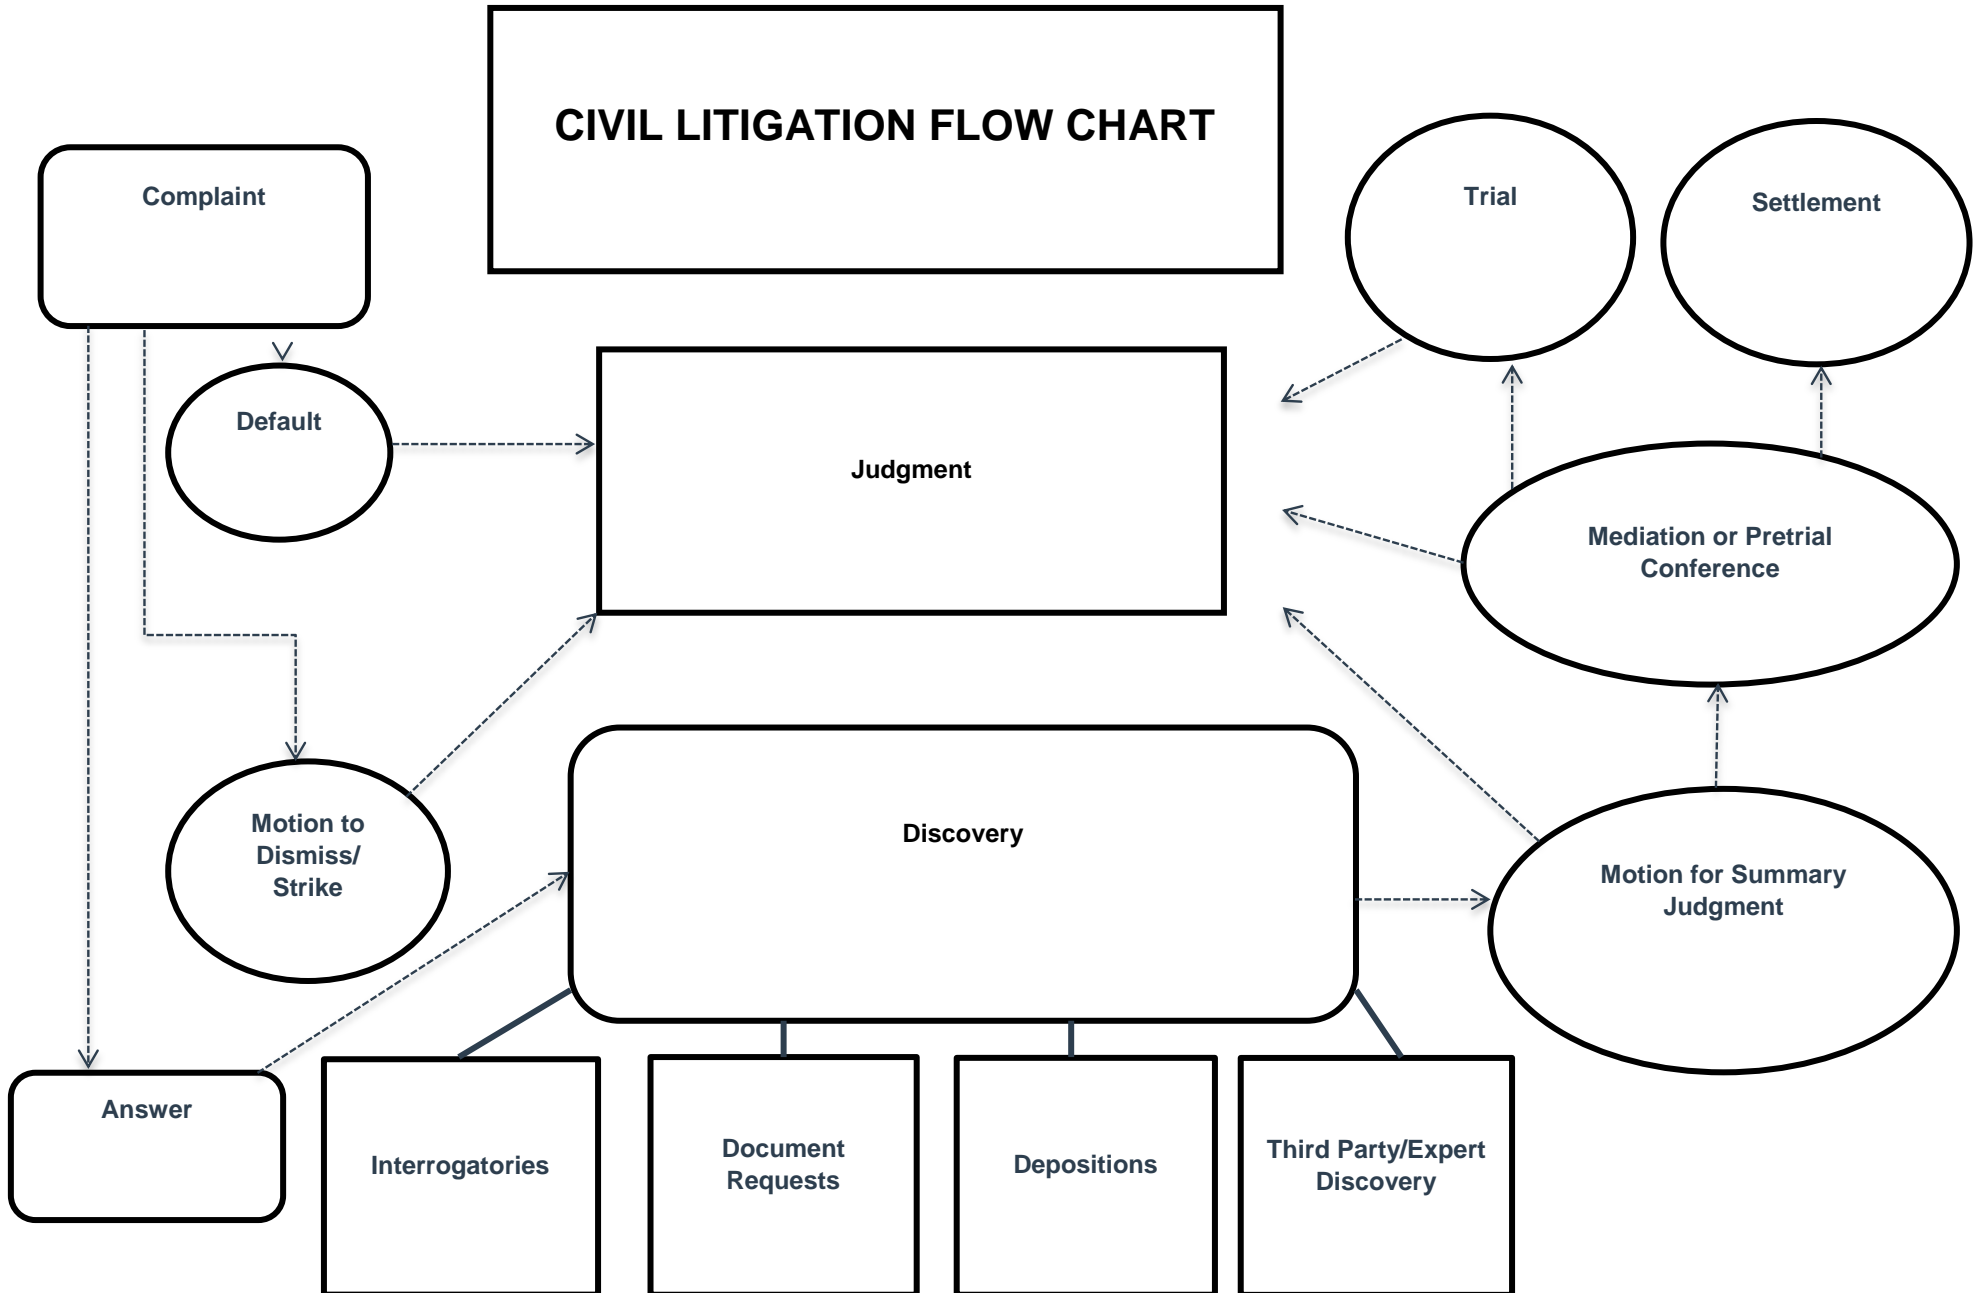 CIVIL LITIGATION FLOW CHART
Complaint
Trial
Settlement
Default
Judgment
Mediation or Pretrial
Conference
Motion to
Dismiss/
Strike
Discovery
Motion for Summary
Judgment
Answer
Interrogatories
Document
Requests
Depositions
Third Party/Expert
Discovery